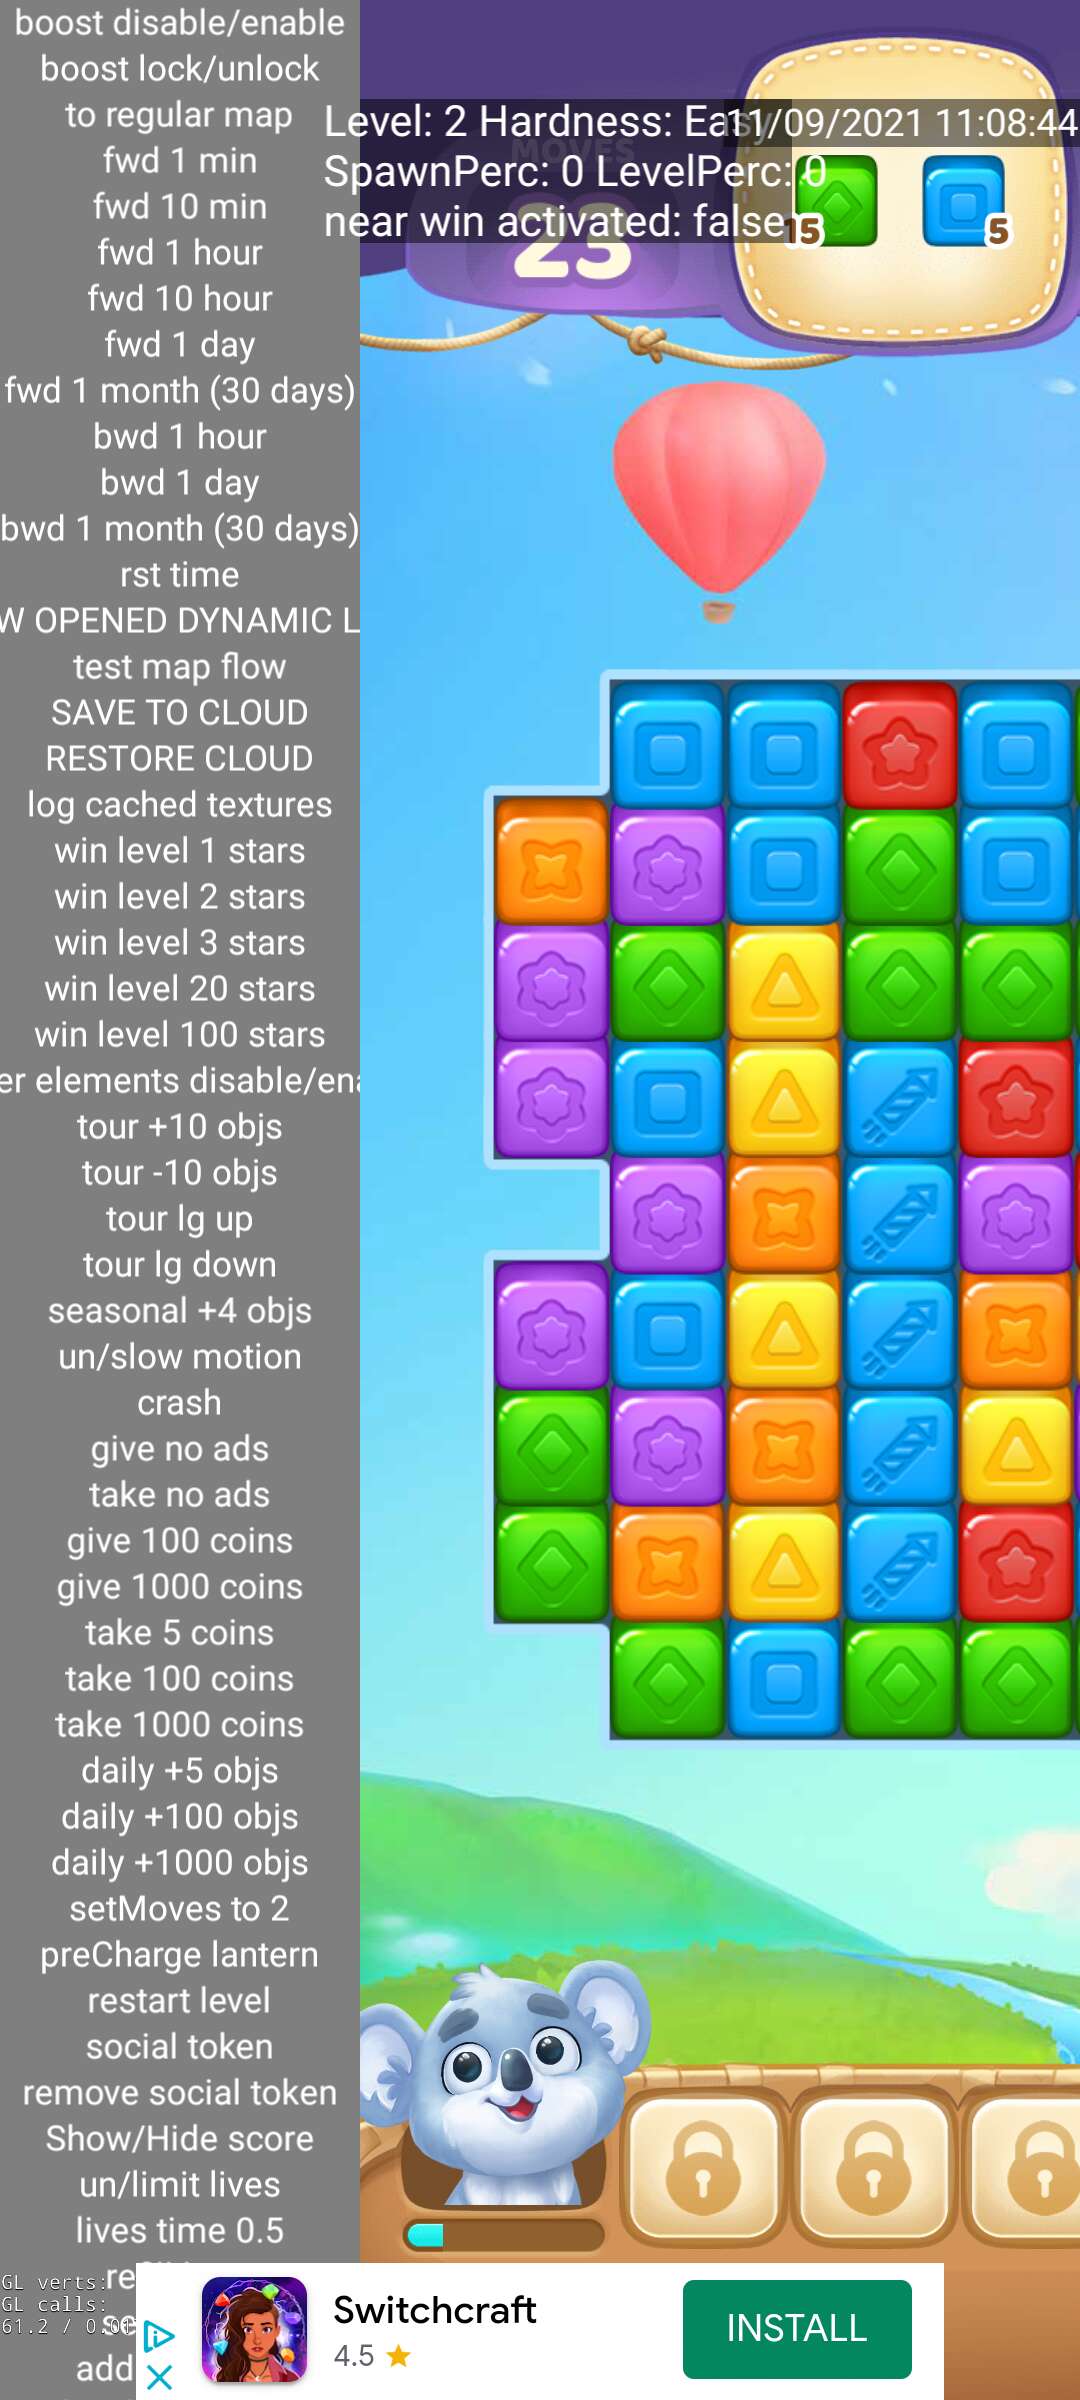 boost disable/enable
boost lock/unlock
to regular map
fwd 1 min
fwd 10 min
fwd 1 hour
fwd 10 hour
fwd 1 day
fwd 1 month (30 days)
bwd 1 hour
bwd 1 day
bwd 1 month (30 days)
rst time
W OPENED DYNAMIC L
test map flow
SAVE TO CLOUD
RESTORE CLOUD
log cached textures
win level 1 stars
win level 2 stars
win level 3 stars
win level 20 stars
win level 100 stars
er elements disable/ena
tour +10 objs
tour -10 objs
tour lg up
tour lg down
seasonal +4 objs
un/slow motion
crash
give no ads
take no ads
give 100 coins
give 1000 coins
take 5 coins
take 100 coins
take 1000 coins
daily +5 objs
daily +100 objs
daily +1000 objs
setMoves to 2
preCharge lantern
restart level
social token
remove social token
Show/Hide score
un/limit lives
lives time 0.5
add
GL verts:
GL calls:
61.2 / 0.01
Level: 2 Hardness: Easy
11/09/2021 11:08:44
SpawnPerc: 0 LevelPerc: 0
near win activated: false
MOVES
23
15
5
Switchcraft
4.5
INSTALL